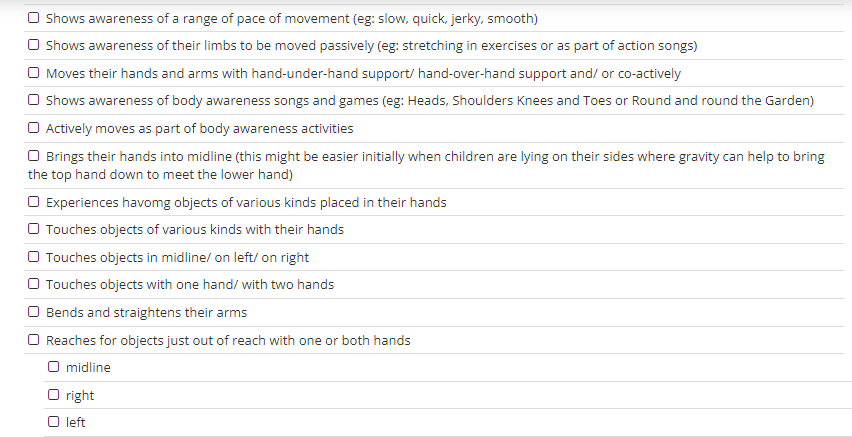 Shows awareness of a range of pace of movement (eg: slow, quick, jerky, smooth)
Shows awareness of their limbs to be moved passively (eg: stretching in exercises or as part of action songs)
Moves their hands and arms with hand-under-hand support/ hand-over-hand support and/ or co-actively
Shows awareness of body awareness songs and games (eg: Heads, Shoulders Knees and Toes or Round and round the Garden)
Actively moves as part of body awareness activities
Brings their hands into midline (this might be easier initially when children are lying on their sides where gravity can help to bring
the top hand down to meet the lower hand)
Experiences havomg objects of various kinds placed in their hands
Touches objects of various kinds with their hands
Touches objects in midline/ on left/ on right
Touches objects with one hand/ with two hands
Bends and straightens their arms
Reaches for objects just out of reach with one or both hands
midline
right
left